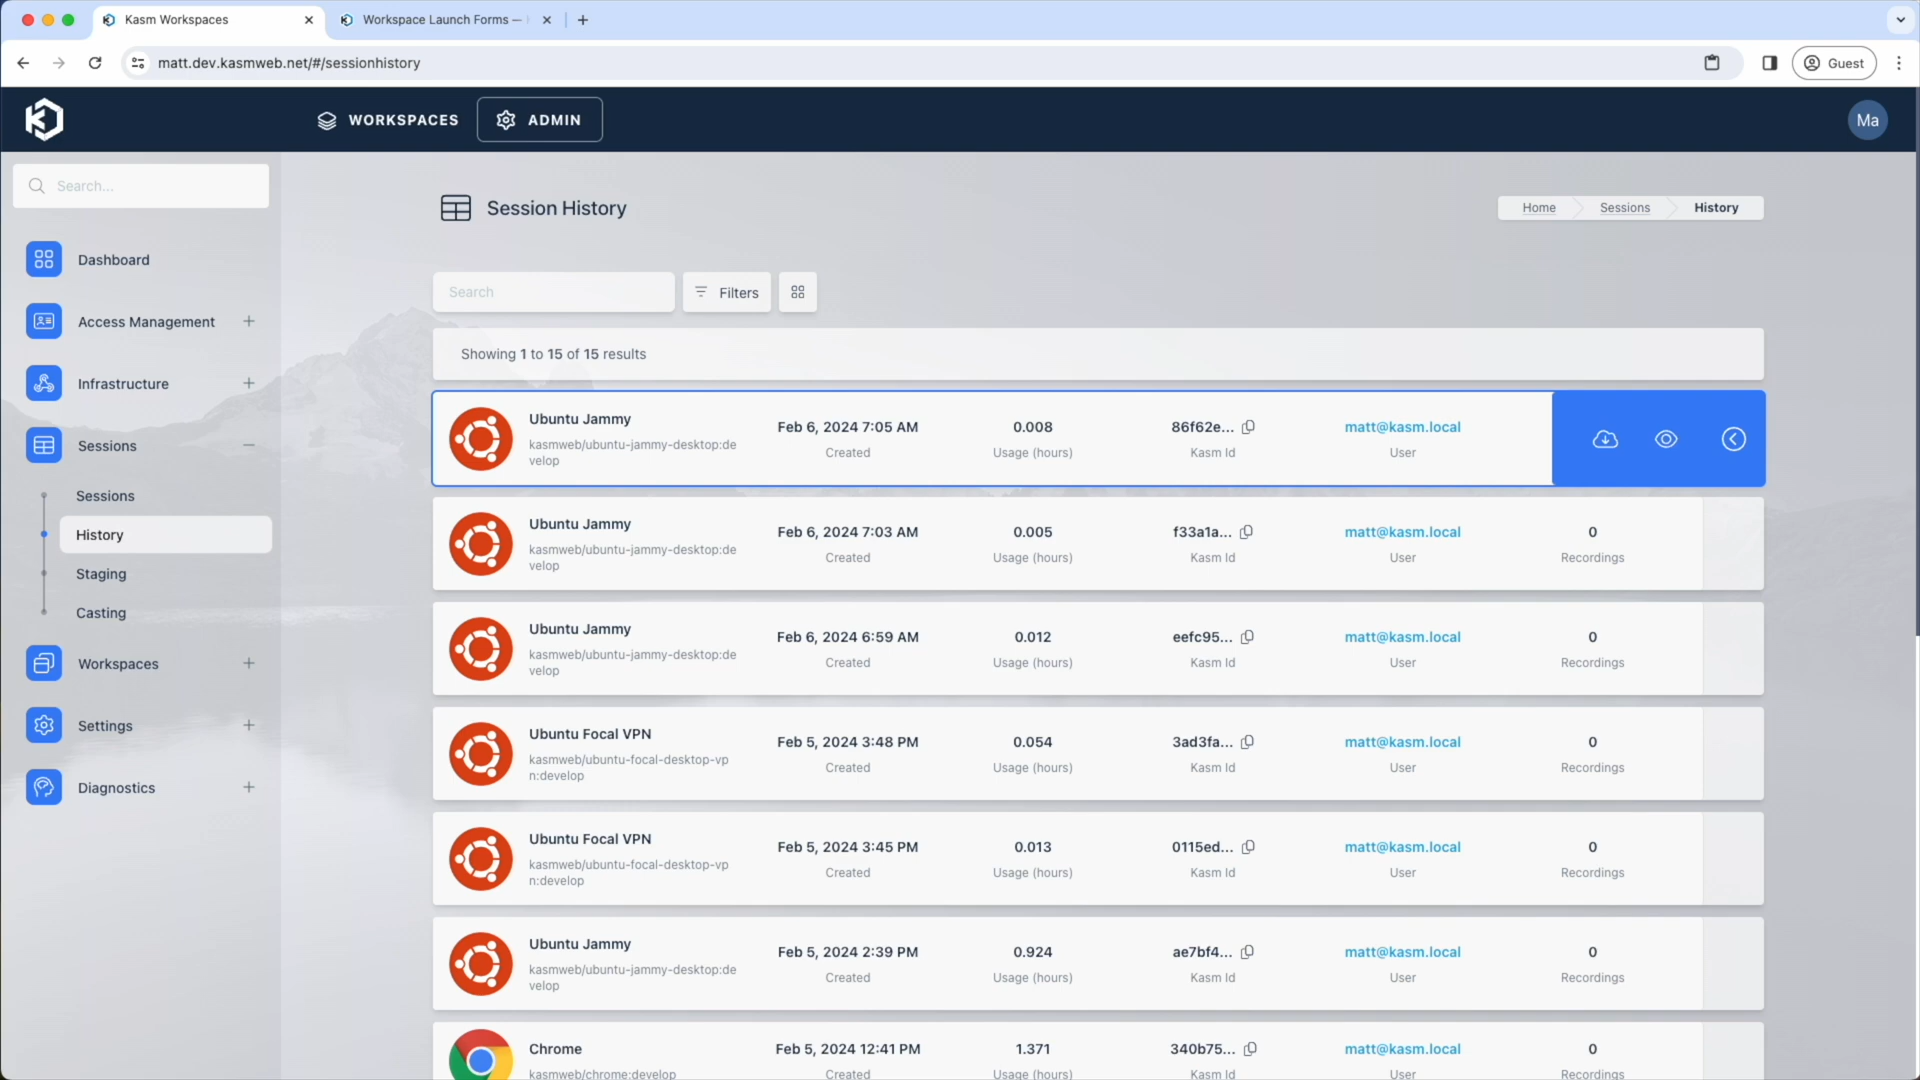 Kasm Workspaces
Workspace Launch Forms —
matt.dev.kasmweb.net/#/sessionhistory
Guest
WORKSPACES
ADMIN
Ma
Search...
Dashboard
Access Management
Infrastructure
Sessions
Sessions
History
Staging
Casting
Workspaces
Settings
Diagnostics
Session History
Home
Sessions
History
Search
Filters
Showing 1 to 15 of 15 results
Ubuntu Jammy
kasmweb/ubuntu-jammy-desktop:de
velop
Feb 6, 2024 7:05 AM
Created
0.008
Usage (hours)
86f62e...
Kasm Id
matt@kasm.local
User
Ubuntu Jammy
kasmweb/ubuntu-jammy-desktop:de
velop
Feb 6, 2024 7:03 AM
Created
0.005
Usage (hours)
f33a1a...
Kasm Id
matt@kasm.local
User
0
Recordings
Ubuntu Jammy
kasmweb/ubuntu-jammy-desktop:de
velop
Feb 6, 2024 6:59 AM
Created
0.012
Usage (hours)
eefc95...
Kasm Id
matt@kasm.local
User
0
Recordings
Ubuntu Focal VPN
kasmweb/ubuntu-focal-desktop-vp
n:develop
Feb 5, 2024 3:48 PM
Created
0.054
Usage (hours)
3ad3fa...
Kasm Id
matt@kasm.local
User
0
Recordings
Ubuntu Focal VPN
kasmweb/ubuntu-focal-desktop-vp
n:develop
Feb 5, 2024 3:45 PM
Created
0.013
Usage (hours)
0115ed...
Kasm Id
matt@kasm.local
User
0
Recordings
Ubuntu Jammy
kasmweb/ubuntu-jammy-desktop:de
velop
Feb 5, 2024 2:39 PM
Created
0.924
Usage (hours)
ae7bf4...
Kasm Id
matt@kasm.local
User
0
Recordings
Chrome
kasmweb/chrome:develop
Feb 5, 2024 12:41 PM
Created
1.371
Usage (hours)
340b75...
Kasm Id
matt@kasm.local
User
0
Recordings